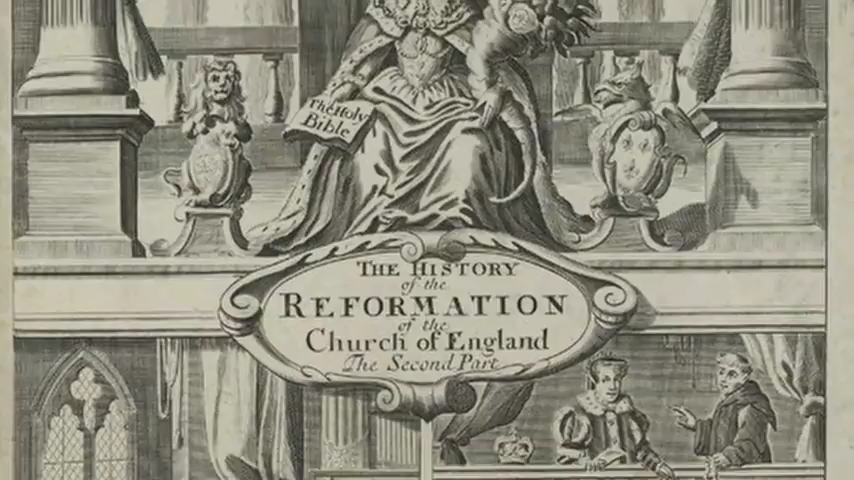 The Holy
Bible
THE HISTORY
of the
REFORMATION
of the
Church of England
The Second Part